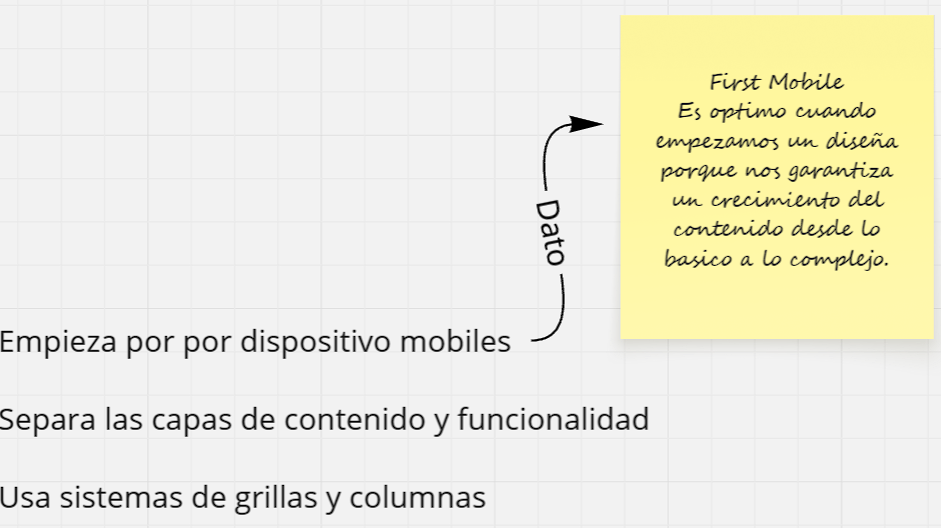 First Mobile
Es optimo cuando
empezamos un diseña
porque nos garantiza
un crecimiento del
contenido desde lo
basico a lo complejo.
Dato
Empieza por por dispositivo mobiles
Separa las capas de contenido y funcionalidad
Usa sistemas de grillas y columnas